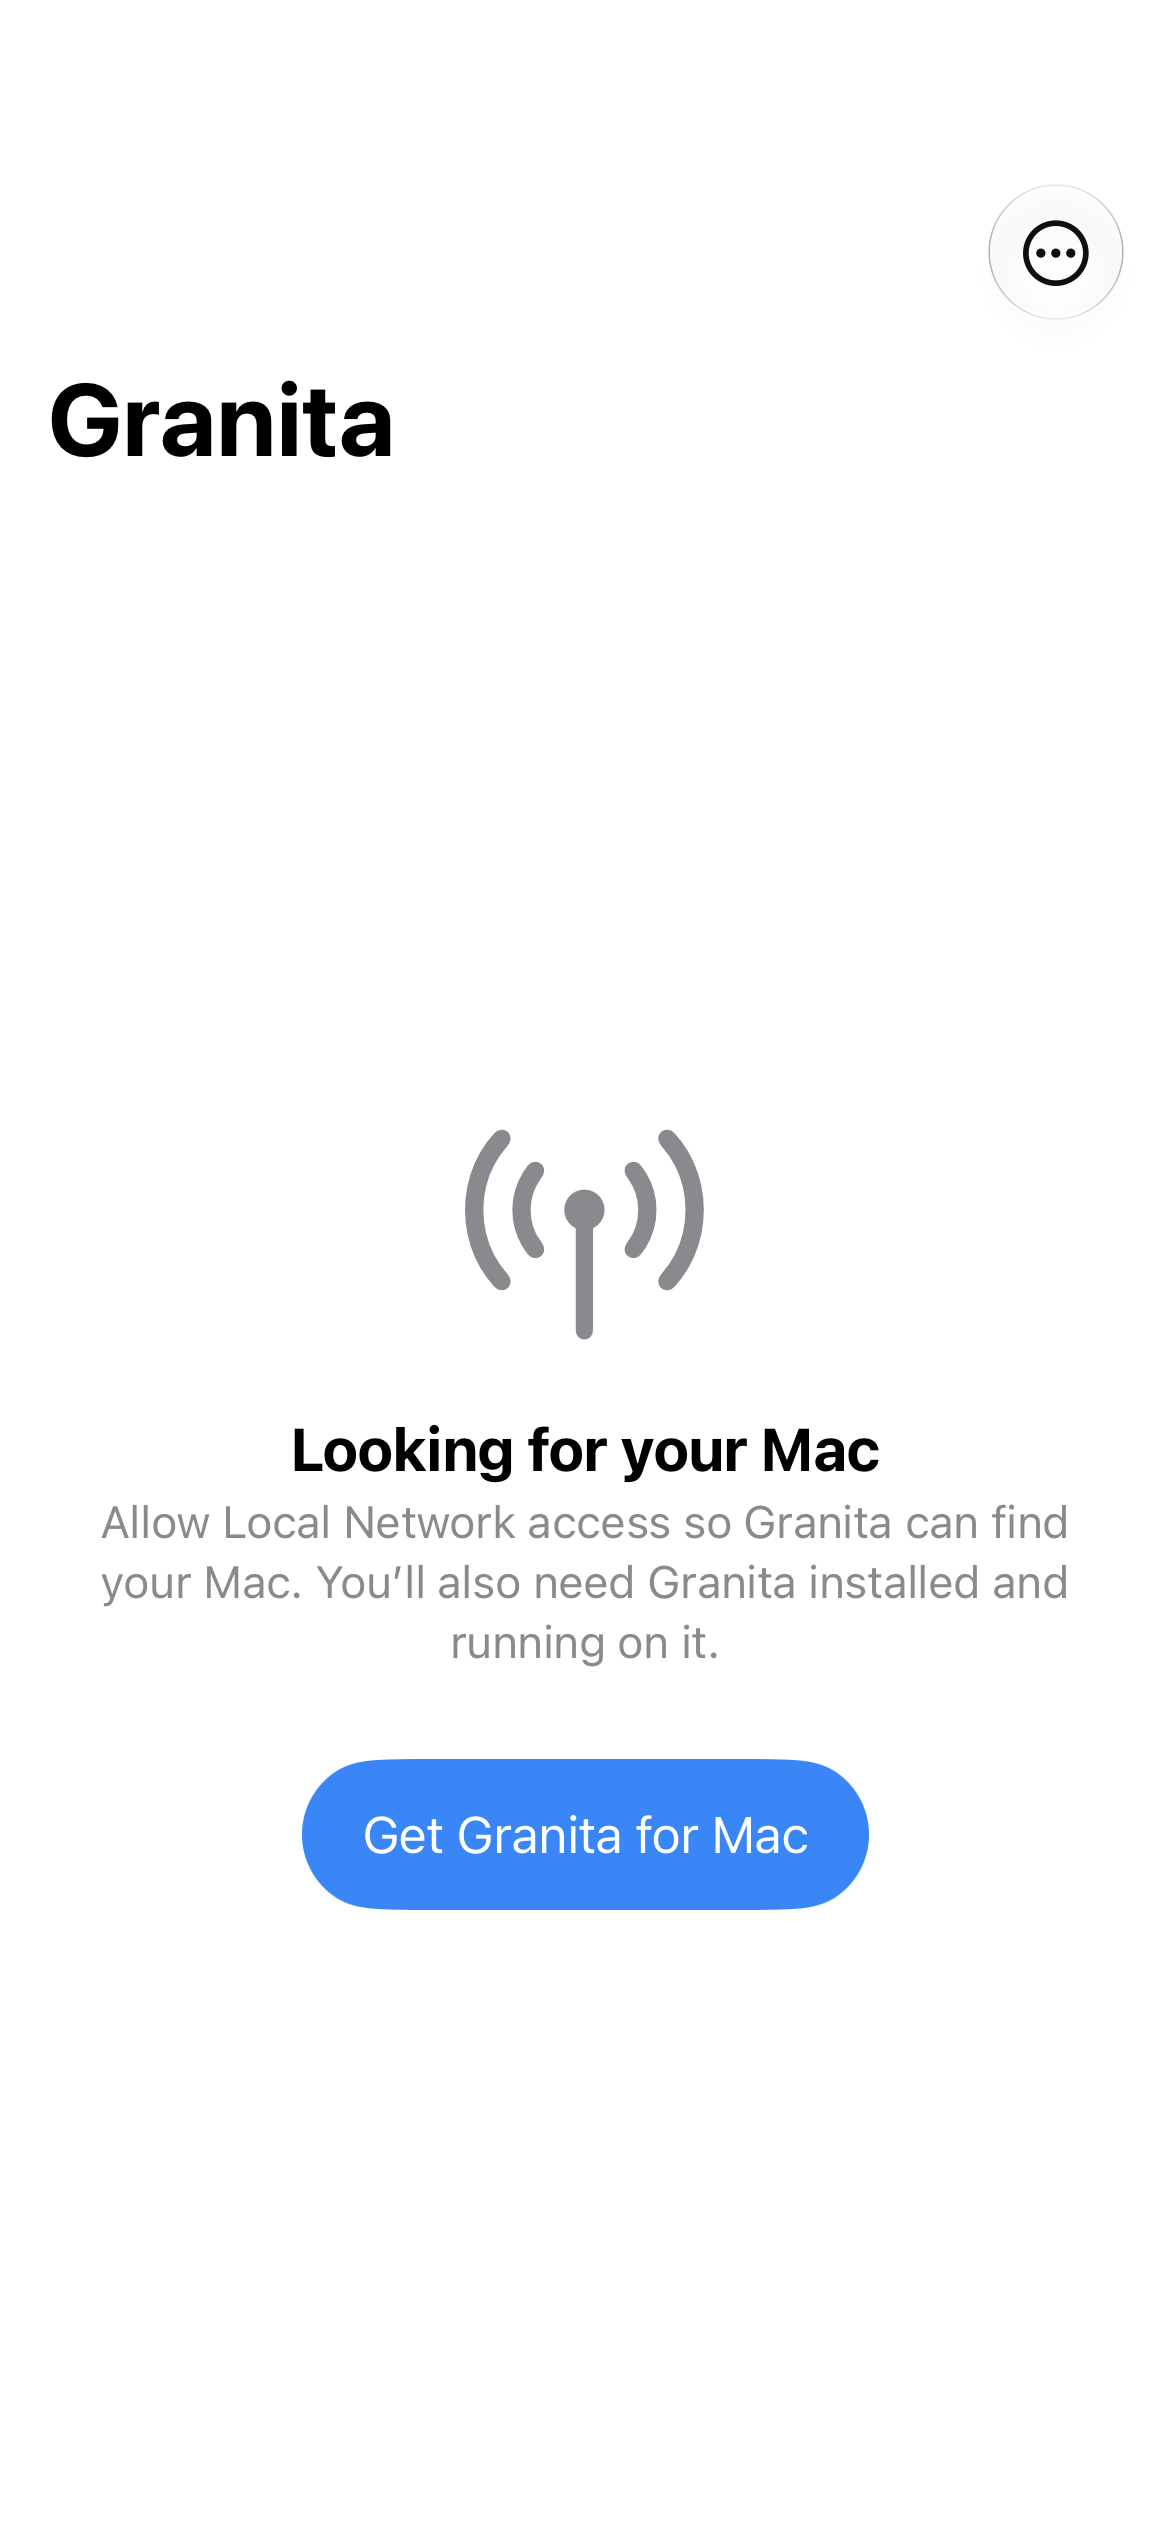 Granita
Looking for your Mac
Allow Local Network access so Granita can find
your Mac. You’ll also need Granita installed and
running on it.
Get Granita for Mac